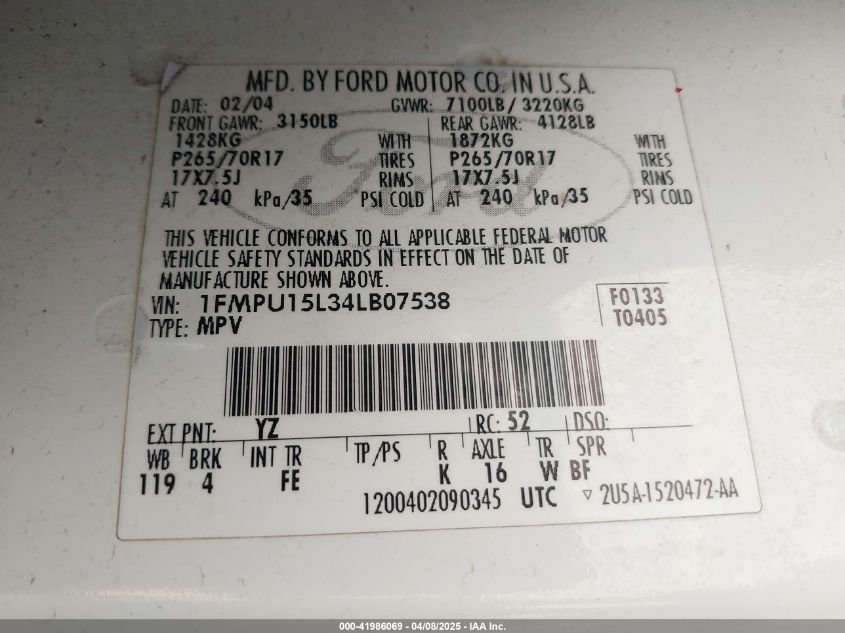 MFD. BY FORD MOTOR CO. IN U.S.A.
DATE: 02/04 GVWR: 7100LB / 3220KG
FRONT GAWR: 3150LB REAR GAWR: 4128LB
1428KG WITH 1872KG WITH
P265/70R17 TIRES P265/70R17 TIRES
17X7.5J RIMS 17X7.5J RIMS
AT 240 kPa/35 PSI COLD AT 240 kPa/35 PSI COLD
Ford
THIS VEHICLE CONFORMS TO ALL APPLICABLE FEDERAL MOTOR
VEHICLE SAFETY STANDARDS IN EFFECT ON THE DATE OF
MANUFACTURE SHOWN ABOVE.
VIN: 1FMPU15L34LB07538 F0133
TYPE: MPV T0405
EXT PNT: YZ RC: 52 DSO:
WB BRK INT TR TP/PS R AXLE TR SPR
119 4 FE K 16 W BF
1200402090345 UTC ▽ 2U5A-1520472-AA
000-41986069 - 04/08/2025 - IAA Inc.